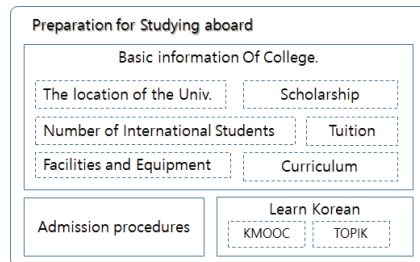 Preparation for Studying aboard
Basic information Of College.
The location of the Univ. Scholarship
Number of International Students Tuition
Facilities and Equipment Curriculum
Admission procedures
Learn Korean
KMOOC TOPIK